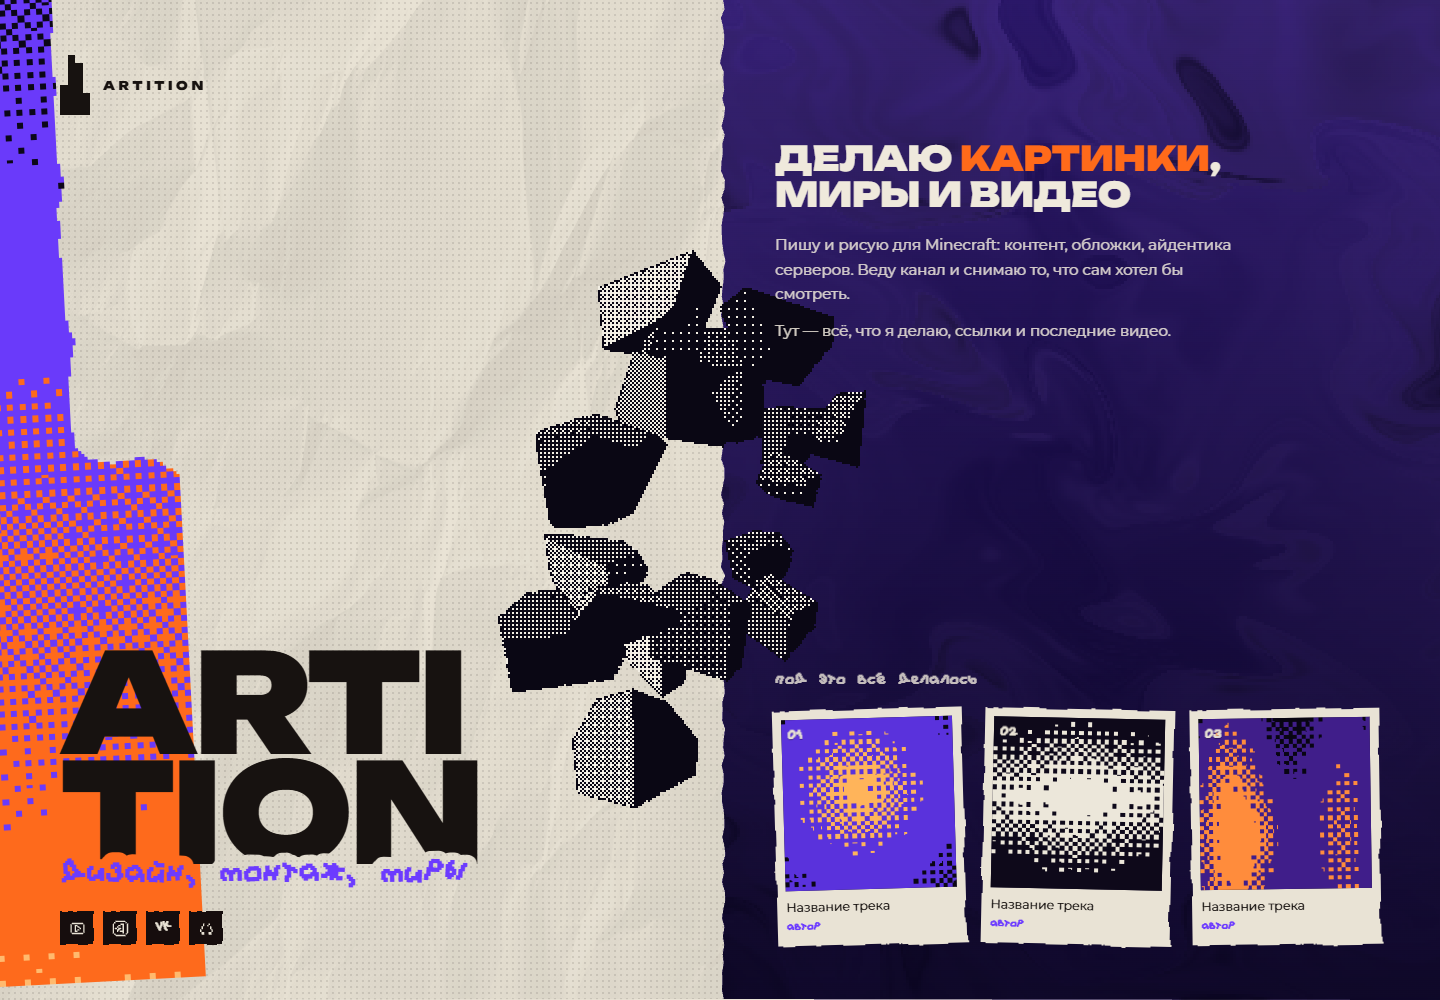 ARTITION
ДЕЛАЮ КАРТИНКИ,
МИРЫ И ВИДЕО
Пишу и рисую для Minecraft: контент, обложки, айдентика
серверов. Веду канал и снимаю то, что сам хотел бы
смотреть.
Тут — всё, что я делаю, ссылки и последние видео.
ARTI
TION
дизайн, монтаж, миры
под это всё делалось
01
Название трека
автор
02
Название трека
автор
03
Название трека
автор